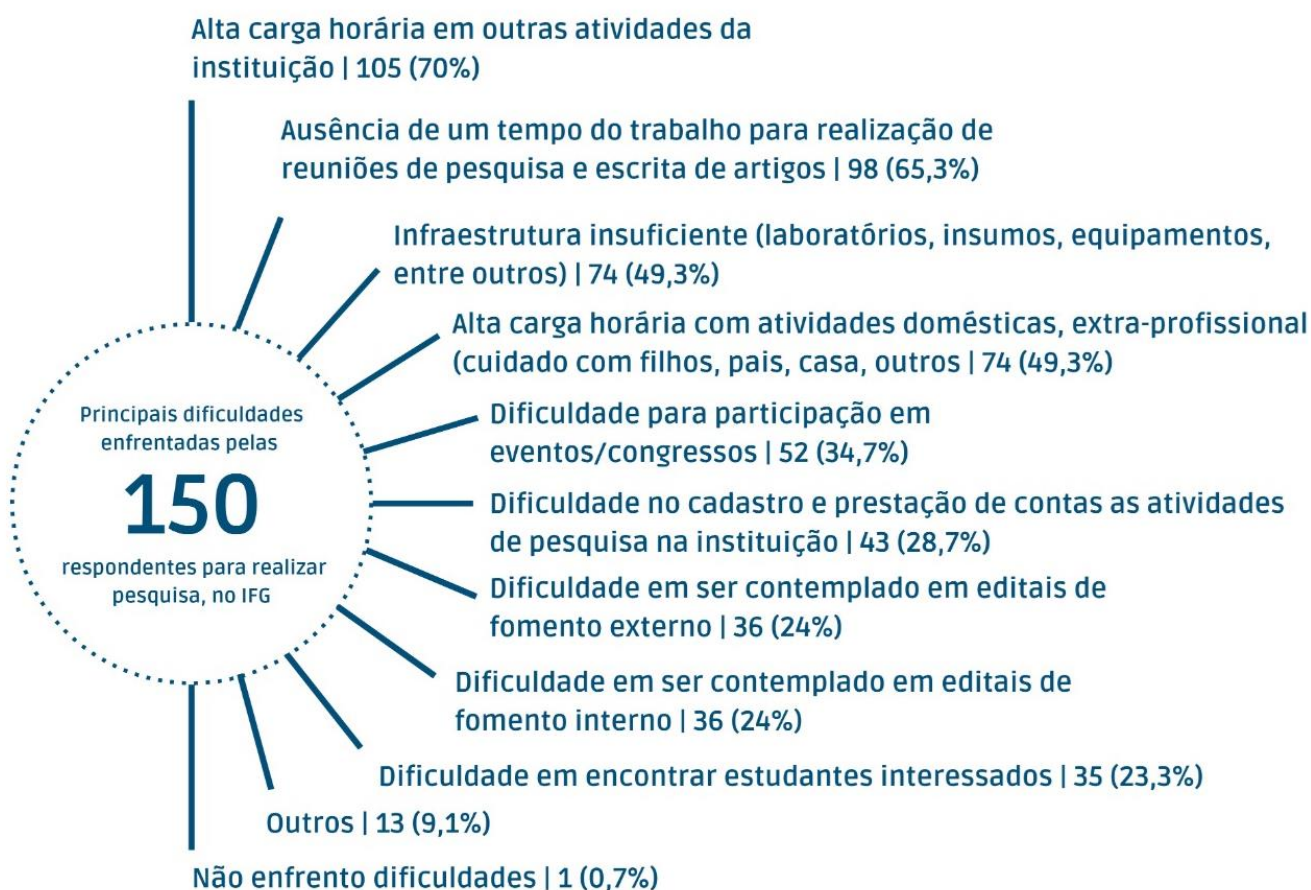 Alta carga horária em outras atividades da
instituição | 105 (70%)
Ausência de um tempo do trabalho para realização de
reuniões de pesquisa e escrita de artigos | 98 (65,3%)
Infraestrutura insuficiente (laboratórios, insumos, equipamentos,
entre outros) | 74 (49,3%)
Alta carga horária com atividades domésticas, extra-profissional
(cuidado com filhos, pais, casa, outros | 74 (49,3%)
Principais dificuldades
enfrentadas pelas
150
respondentes para realizar
pesquisa, no IFG
Dificuldade para participação em
eventos/congressos | 52 (34,7%)
Dificuldade no cadastro e prestação de contas as atividades
de pesquisa na instituição | 43 (28,7%)
Dificuldade em ser contemplado em editais de
fomento externo | 36 (24%)
Dificuldade em ser contemplado em editais de
fomento interno | 36 (24%)
Dificuldade em encontrar estudantes interessados | 35 (23,3%)
Outros | 13 (9,1%)
Não enfrento dificuldades | 1 (0,7%)